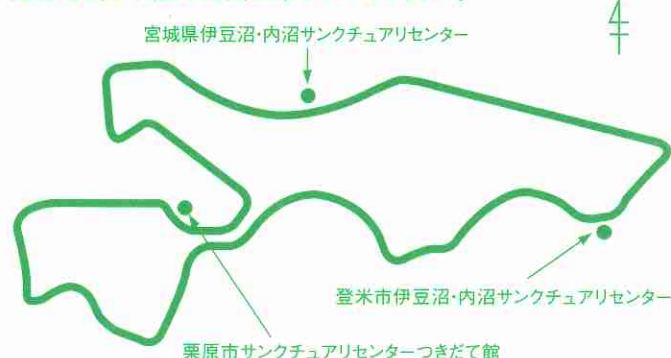 宮城県伊豆沼・内沼サンクチュアリセンター
登米市伊豆沼・内沼サンクチュアリセンター
栗原市サンクチュアリセンターつきだて館